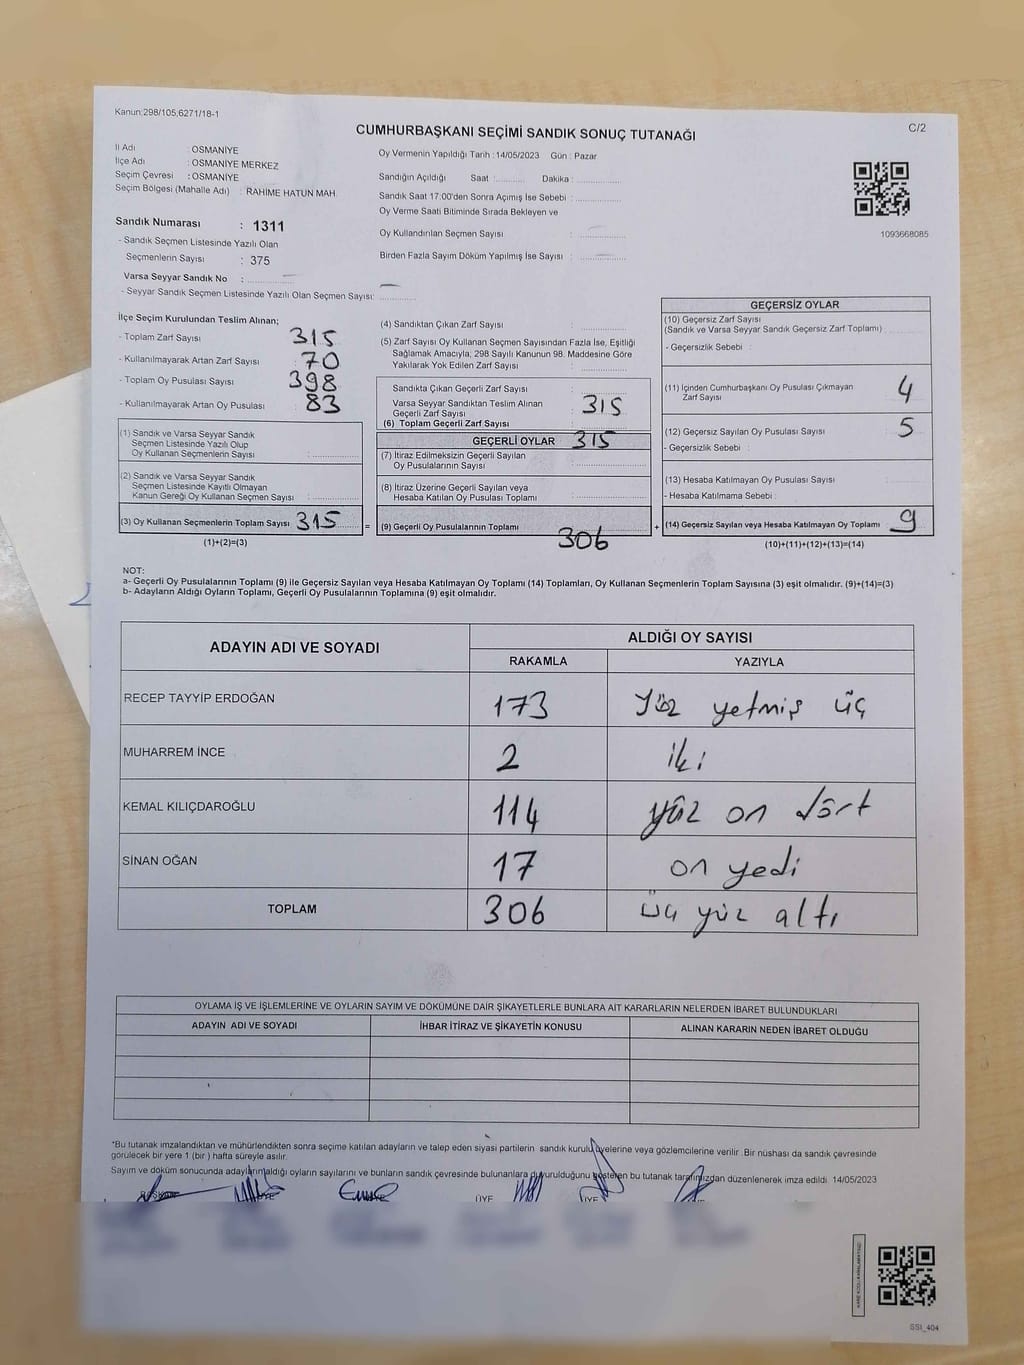 Kanun:298/105,6271/18-1
CUMHURBAŞKANI SEÇİMİ SANDIK SONUÇ TUTANAĞI
C/2
İl Adı : OSMANİYE
İlçe Adı : OSMANİYE MERKEZ
Seçim Çevresi : OSMANİYE
Seçim Bölgesi (Mahalle Adı) : RAHİME HATUN MAH.
Sandık Numarası : 1311
- Sandık Seçmen Listesinde Yazılı Olan
Seçmenlerin Sayısı : 375
Varsa Seyyar Sandık No :
- Seyyar Sandık Seçmen Listesinde Yazılı Olan Seçmen Sayısı:
Oy Vermenin Yapıldığı Tarih : 14/05/2023 Gün : Pazar
Sandığın Açıldığı Saat : Dakika :
Sandık Saat 17:00'den Sonra Açımış İse Sebebi :
Oy Verme Saati Bitiminde Sırada Bekleyen ve
Oy Kullandırılan Seçmen Sayısı :
Birden Fazla Sayım Döküm Yapılmış İse Sayısı :
1093668085
İlçe Seçim Kurulundan Teslim Alınan;
- Toplam Zarf Sayısı : 315
- Kullanılmayarak Artan Zarf Sayısı : 70
- Toplam Oy Pusulası Sayısı : 398
- Kullanılmayarak Artan Oy Pusulası : 83
(1) Sandık ve Varsa Seyyar Sandık
Seçmen Listesinde Yazılı Olup
Oy Kullanan Seçmenlerin Sayısı :
(2) Sandık ve Varsa Seyyar Sandık
Seçmen Listesinde Kayıtlı Olmayan
Kanun Gereği Oy Kullanan Seçmen Sayısı :
(3) Oy Kullanan Seçmenlerin Toplam Sayısı 315 =
(1)+(2)=(3)
(4) Sandıktan Çıkan Zarf Sayısı :
(5) Zarf Sayısı Oy Kullanan Seçmen Sayısından Fazla İse, Eşitliği
Sağlamak Amacıyla; 298 Sayılı Kanunun 98. Maddesine Göre
Yakılarak Yok Edilen Zarf Sayısı :
Sandıkta Çıkan Geçerli Zarf Sayısı :
Varsa Seyyar Sandıktan Teslim Alınan
Geçerli Zarf Sayısı : 315
(6) Toplam Geçerli Zarf Sayısı :
GEÇERLİ OYLAR 315
(7) İtiraz Edilmeksizin Geçerli Sayılan
Oy Pusulalarının Sayısı :
(8) İtiraz Üzerine Geçerli Sayılan veya
Hesaba Katılan Oy Pusulası Toplamı :
(9) Geçerli Oy Pusulalarının Toplamı : 306 +
GEÇERSİZ OYLAR
(10) Geçersiz Zarf Sayısı
(Sandık ve Varsa Seyyar Sandık Geçersiz Zarf Toplamı)
- Geçersizlik Sebebi :
(11) İçinden Cumhurbaşkanı Oy Pusulası Çıkmayan
Zarf Sayısı : 4
(12) Geçersiz Sayılan Oy Pusulası Sayısı : 5
- Geçersizlik Sebebi :
(13) Hesaba Katılmayan Oy Pusulası Sayısı :
- Hesaba Katılmama Sebebi :
(14) Geçersiz Sayılan veya Hesaba Katılmayan Oy Toplamı : 9
(10)+(11)+(12)+(13)=(14)
NOT:
a- Geçerli Oy Pusulalarının Toplamı (9) ile Geçersiz Sayılan veya Hesaba Katılmayan Oy Toplamı (14) Toplamları, Oy Kullanan Seçmenlerin Toplam Sayısına (3) eşit olmalıdır. (9)+(14)=(3)
b- Adayların Aldığı Oyların Toplamı, Geçerli Oy Pusulalarının Toplamına (9) eşit olmalıdır.
ADAYIN ADI VE SOYADI ALDIĞI OY SAYISI
RAKAMLA YAZIYLA
RECEP TAYYİP ERDOĞAN 173 Yüz yetmiş üç
MUHARREM İNCE 2 iki
KEMAL KILIÇDAROĞLU 114 yüz on dört
SİNAN OĞAN 17 on yedi
TOPLAM 306 üç yüz altı
OYLAMA İŞ VE İŞLEMLERİNE VE OYLARIN SAYIM VE DÖKÜMÜNE DAİR ŞİKAYETLERLE BUNLARA AİT KARARLARIN NELERDEN İBARET BULUNDUKLARI
ADAYIN ADI VE SOYADI İHBAR İTİRAZ VE ŞİKAYETİN KONUSU ALINAN KARARIN NEDEN İBARET OLDUĞU
*Bu tutanak imzalandıktan ve mühürlendikten sonra seçime katılan adayların ve talep eden siyasi partilerin sandık kurulu üyelerine veya gözlemcilerine verilir. Bir nüshası da sandık çevresinde
görülecek bir yere 1 (bir ) hafta süreyle asılır.
Sayım ve döküm sonucunda adayların aldığı oyların sayılarını ve bunların sandık çevresinde bulunanlara duyurulduğunu gösteren bu tutanak tarafımızdan düzenlenerek imza edildi. 14/05/2023
BAŞKAN ÜYE ÜYE ÜYE
SSI_404